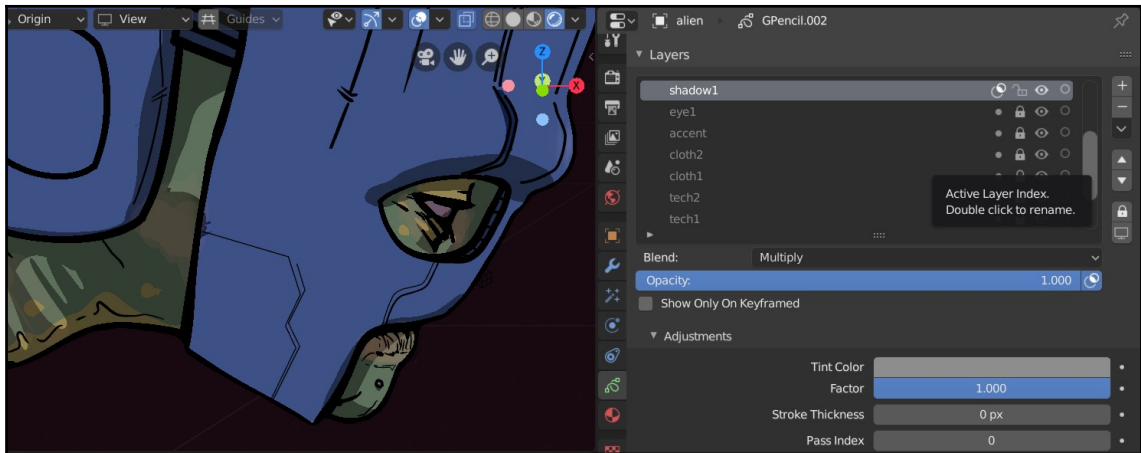 Origin View Guides
Z
X
alien GPencil.002
Layers
shadow1
eye1
accent
cloth2
cloth1
tech2
tech1
Active Layer Index.
Double click to rename.
Blend: Multiply
Opacity: 1.000
Show Only On Keyframed
Adjustments
Tint Color
Factor 1.000
Stroke Thickness 0 px
Pass Index 0